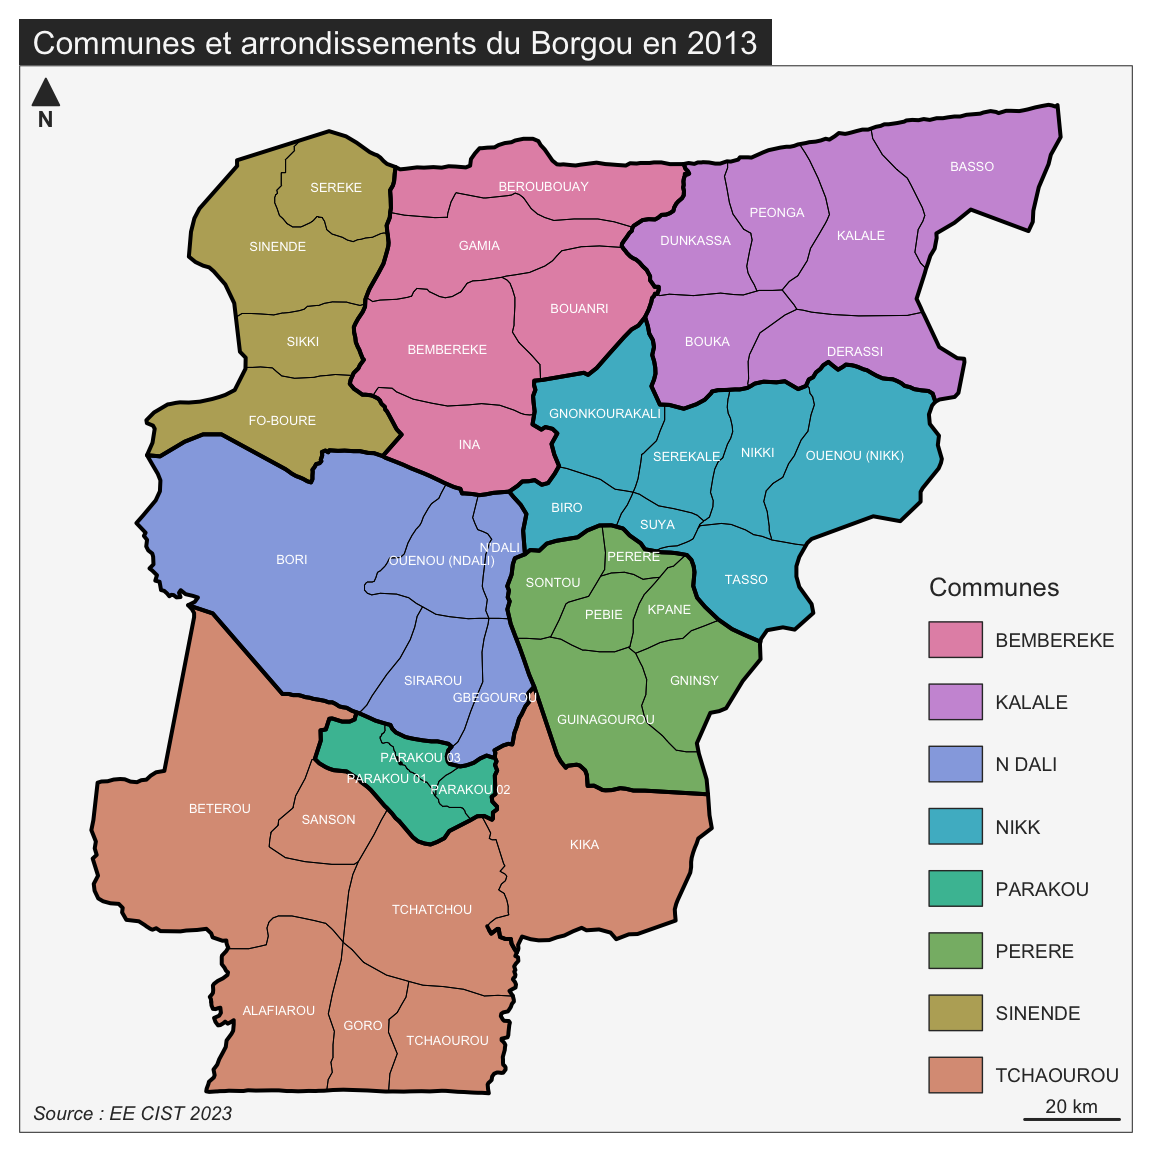 Communes et arrondissements du Borgou en 2013
N
BASSO
SEREKE
BEROUBOUAY
PEONGA
KALALE
DUNKASSA
SINENDE
GAMIA
BOUANRI
SIKKI
BOUKA
BEMBEREKE
DERASSI
GNONKOURAKALI
FO-BOURE
INA
NIKKI
SEREKALE
OUENOU (NIKK)
BIRO
SUYA
N'DALI
BORI
OUENOU (NDALI)
PERERE
SONTOU
TASSO
KPANE
PEBIE
SIRAROU
GNINSY
GBEGOUROU
GUINAGOUROU
PARAKOU 03
PARAKOU 01
PARAKOU 02
BETEROU
SANSON
KIKA
TCHATCHOU
ALAFIAROU
GORO
TCHAOUROU
Communes
BEMBEREKE
KALALE
N DALI
NIKK
PARAKOU
PERERE
SINENDE
TCHAOUROU
20 km
Source : EE CIST 2023